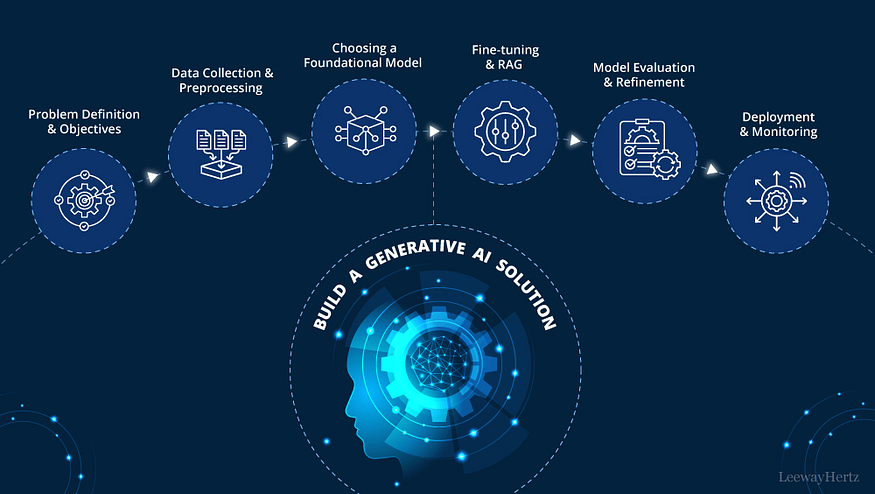 Problem Definition
& Objectives
Data Collection &
Preprocessing
Choosing a
Foundational Model
Fine-tuning
& RAG
Model Evaluation
& Refinement
Deployment
& Monitoring
BUILD A GENERATIVE AI SOLUTION
LeewayHertz